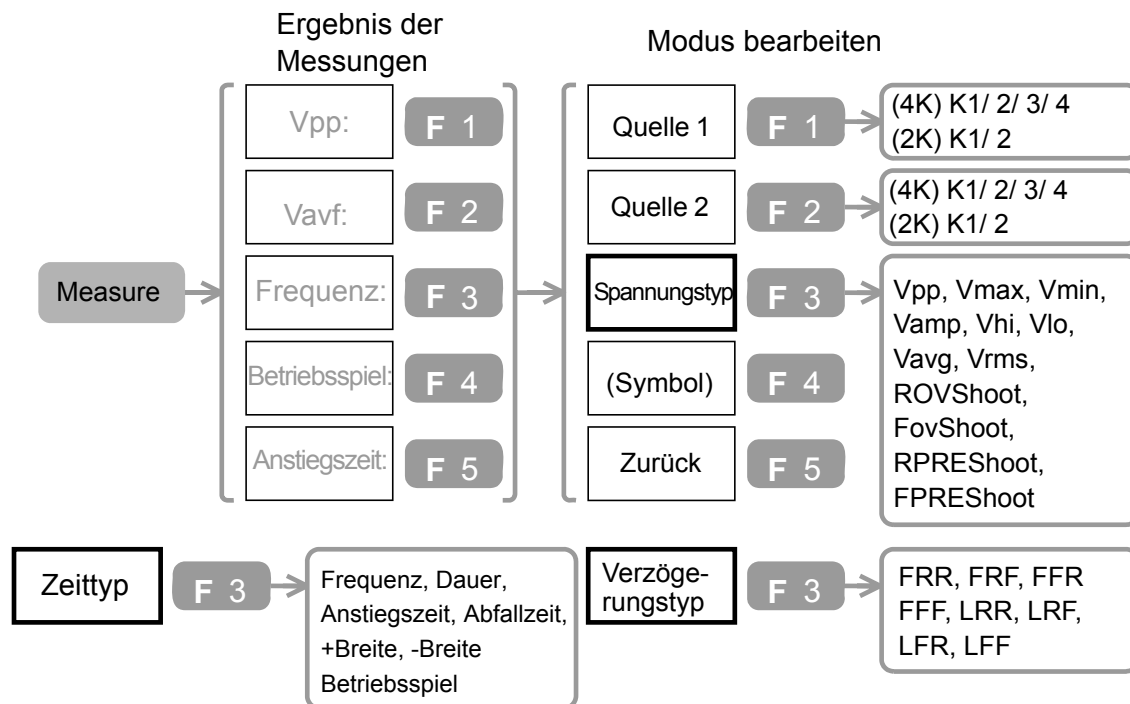 Ergebnis der
Messungen
Modus bearbeiten
Measure
Vpp:
F 1
Vavf:
F 2
Frequenz:
F 3
Betriebsspiel:
F 4
Anstiegszeit:
F 5
Quelle 1
F 1
(4K) K1/ 2/ 3/ 4
(2K) K1/ 2
Quelle 2
F 2
(4K) K1/ 2/ 3/ 4
(2K) K1/ 2
Spannungstyp
F 3
Vpp, Vmax, Vmin,
Vamp, Vhi, Vlo,
Vavg, Vrms,
ROVShoot,
FovShoot,
RPREShoot,
FPREShoot
(Symbol)
F 4
Zurück
F 5
Zeittyp
F 3
Frequenz, Dauer,
Anstiegszeit, Abfallzeit,
+Breite, -Breite
Betriebsspiel
Verzöge-
rungstyp
F 3
FRR, FRF, FFR
FFF, LRR, LRF,
LFR, LFF